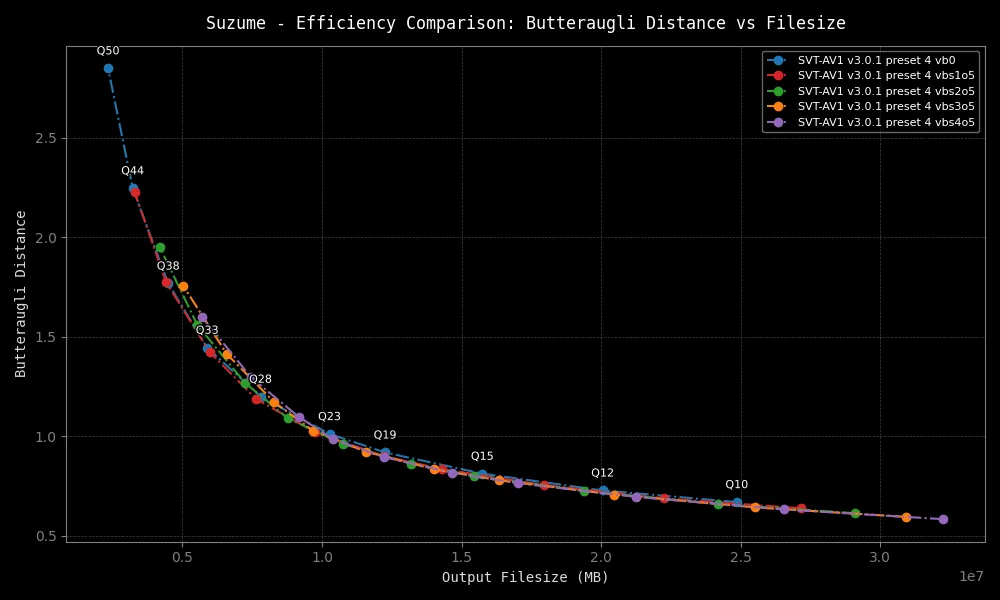 Suzume - Efficiency Comparison: Butteraugli Distance vs Filesize
SVT-AV1 v3.0.1 preset 4 vb0
SVT-AV1 v3.0.1 preset 4 vbs1o5
SVT-AV1 v3.0.1 preset 4 vbs2o5
SVT-AV1 v3.0.1 preset 4 vbs3o5
SVT-AV1 v3.0.1 preset 4 vbs4o5
Q50
Q44
Q38
Q33
Q28
Q23
Q19
Q15
Q12
Q10
Butteraugli Distance
2.5
2.0
1.5
1.0
0.5
0.5
1.0
1.5
2.0
2.5
3.0
1e7
Output Filesize (MB)